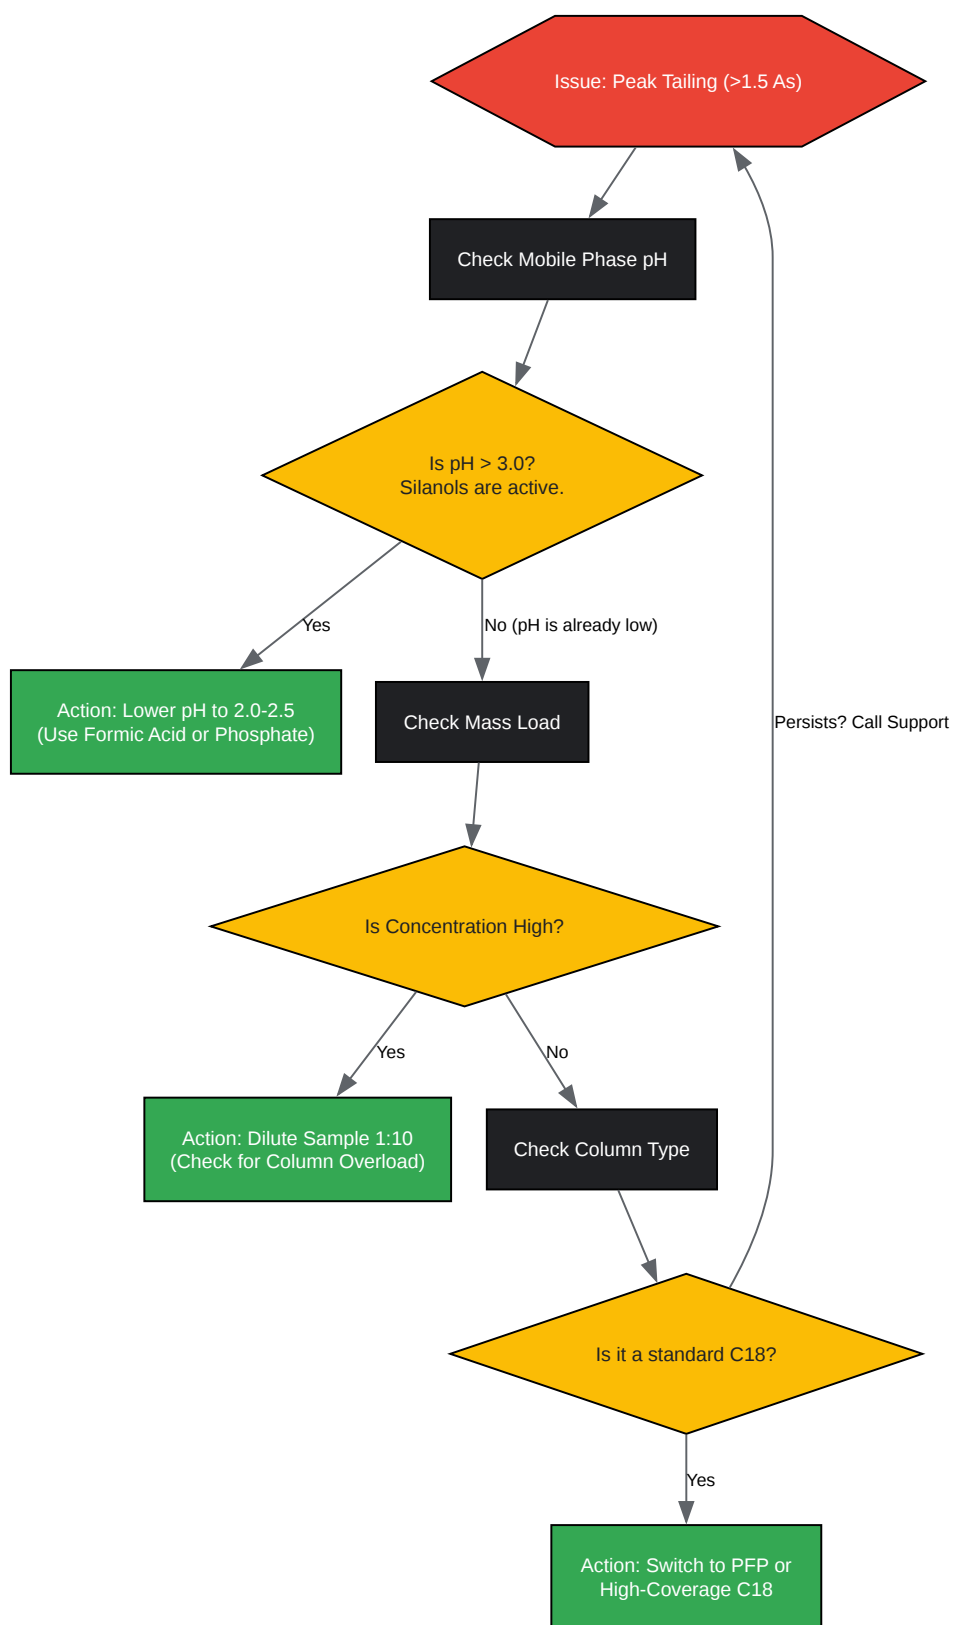 Issue: Peak Tailing (>1.5 As)
Check Mobile Phase pH
Is pH > 3.0?
Silanols are active.
Yes
No (pH is already low)
Action: Lower pH to 2.0-2.5
(Use Formic Acid or Phosphate)
Check Mass Load
Persists? Call Support
Is Concentration High?
Yes
No
Action: Dilute Sample 1:10
(Check for Column Overload)
Check Column Type
Is it a standard C18?
Yes
Action: Switch to PFP or
High-Coverage C18